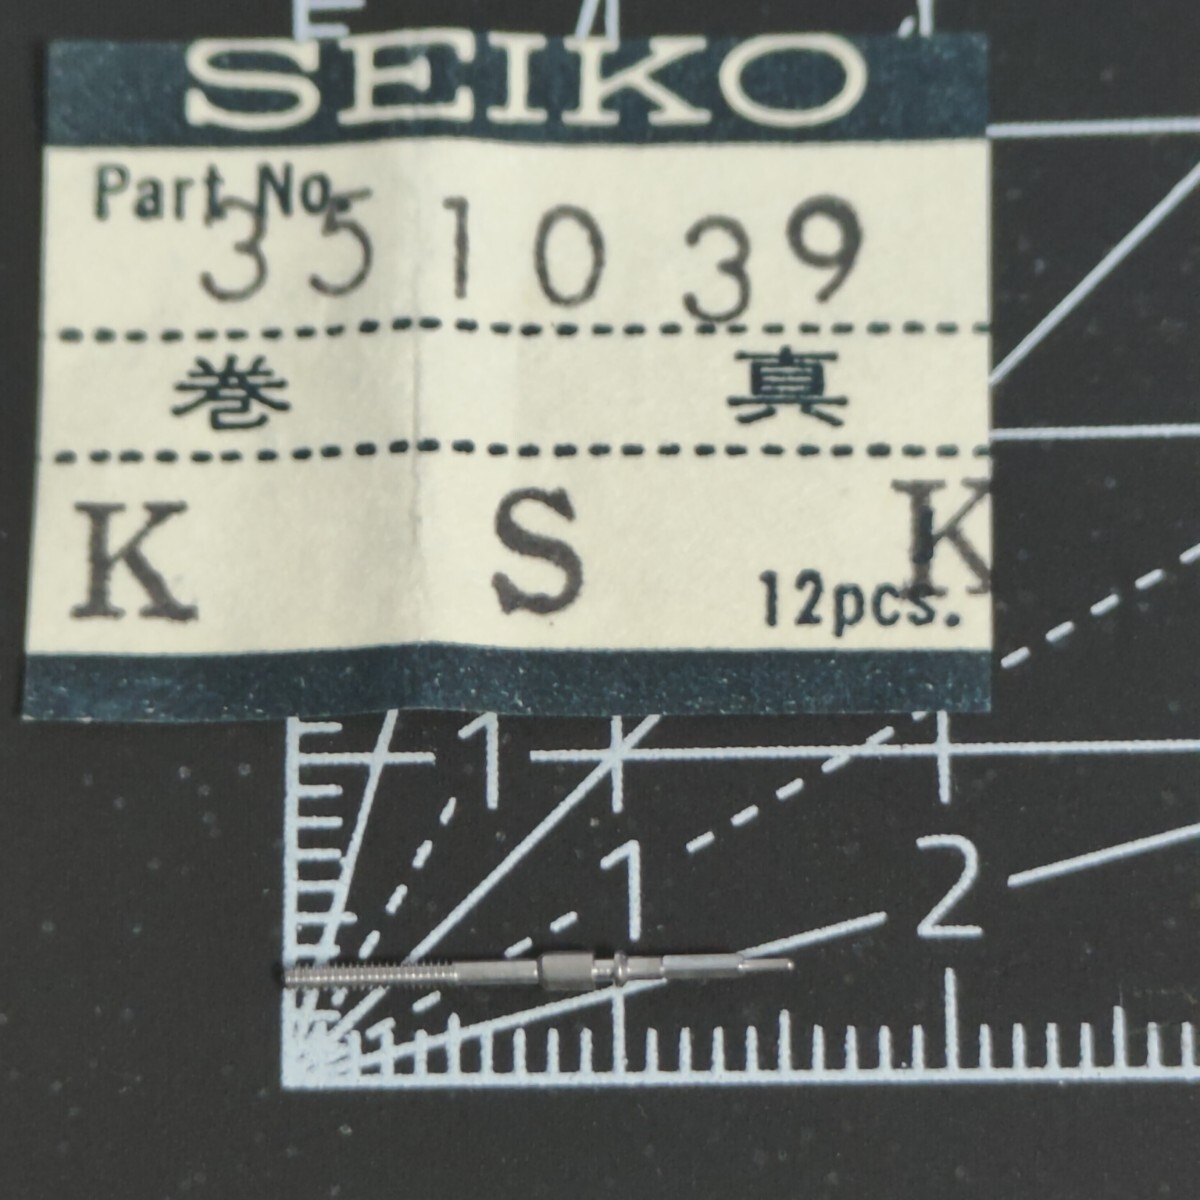 SEIKO
Part No.
351039
巻 真
K S K
12pcs.
1
1 2